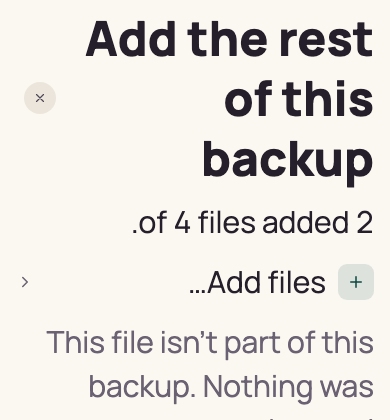 Add the rest
of this
backup
.of 4 files added 2
…Add files
This file isn't part of this
backup. Nothing was